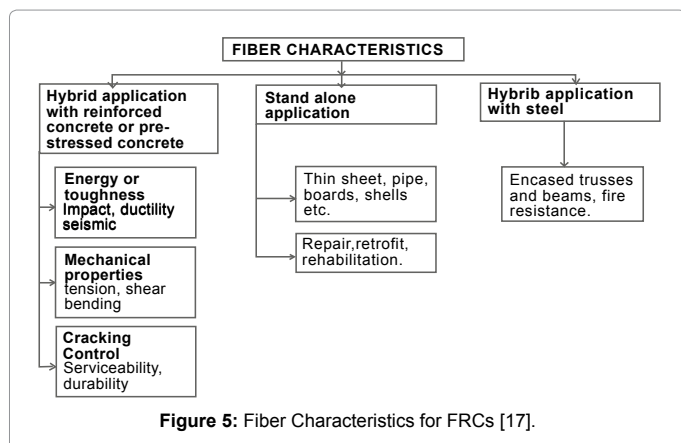 FIBER CHARACTERISTICS
Hybrid application
with reinforced
concrete or pre-
stressed concrete
Energy or
toughness
Impact, ductility
seismic
Mechanical
properties
tension, shear
bending
Cracking
Control
Serviceability,
durability
Stand alone
application
Thin sheet, pipe,
boards, shells
etc.
Repair,retrofit,
rehabilitation.
Hybrib application
with steel
Encased trusses
and beams, fire
resistance.
Figure 5: Fiber Characteristics for FRCs [17].